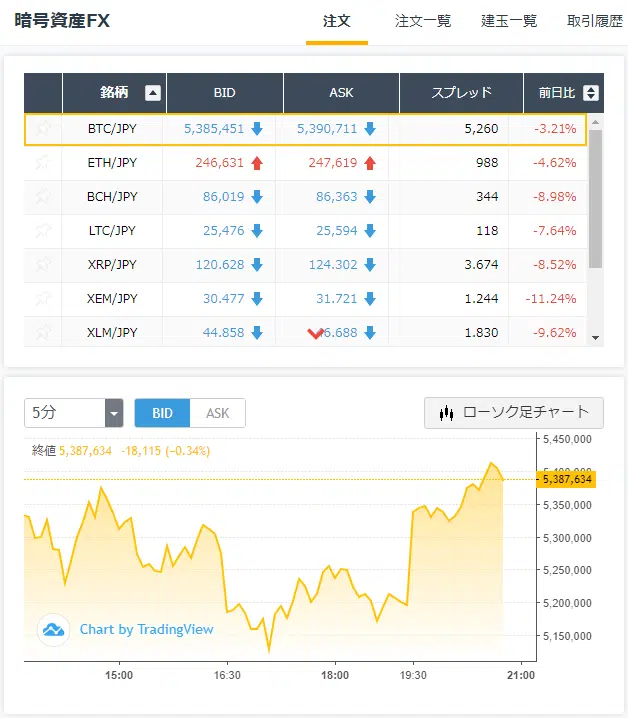 暗号資産FX 注文 注文一覧 建玉一覧 取引履歴
銘柄 BID ASK スプレッド 前日比
BTC/JPY 5,385,451 5,390,711 5,260 -3.21%
ETH/JPY 246,631 247,619 988 -4.62%
BCH/JPY 86,019 86,363 344 -8.98%
LTC/JPY 25,476 25,594 118 -7.64%
XRP/JPY 120.628 124.302 3.674 -8.52%
XEM/JPY 30.477 31.721 1.244 -11.24%
XLM/JPY 44.858 1.830 -9.62%
5分 BID ASK ローソク足チャート
終値 5,387,634 -18,115 (-0.34%)
5,450,000
5,387,634
5,350,000
5,300,000
5,250,000
5,200,000
5,150,000
Chart by TradingView
15:00 16:30 18:00 19:30 21:00